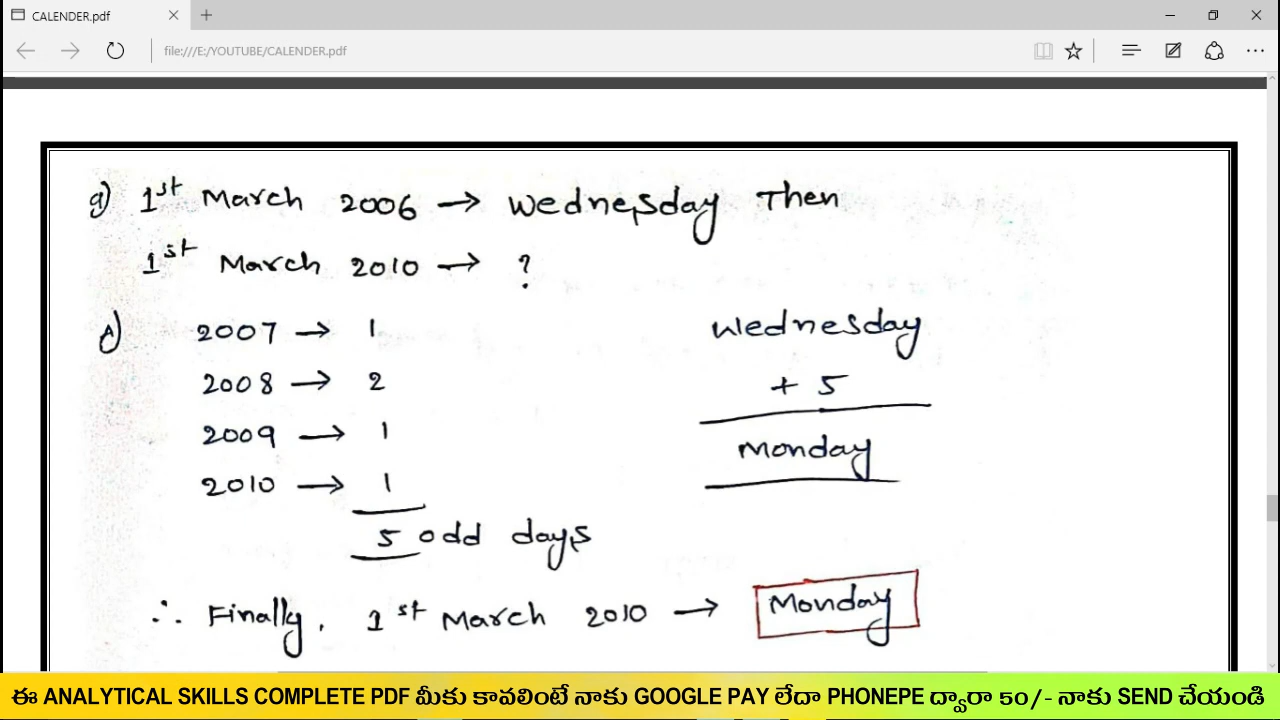 CALENDER.pdf
file:///E:/YOUTUBE/CALENDER.pdf
q) 1st March 2006 → Wednesday Then
1st March 2010 → ?
A) 2007 → 1
2008 → 2
2009 → 1
2010 → 1
5 odd days
Wednesday
+ 5
Monday
∴ Finally, 1st March 2010 → Monday
ఈ ANALYTICAL SKILLS COMPLETE PDF మీకు కావలింటే నాకు GOOGLE PAY లేదా PHONEPE ద్వారా 50/- నాకు SEND చేయండి